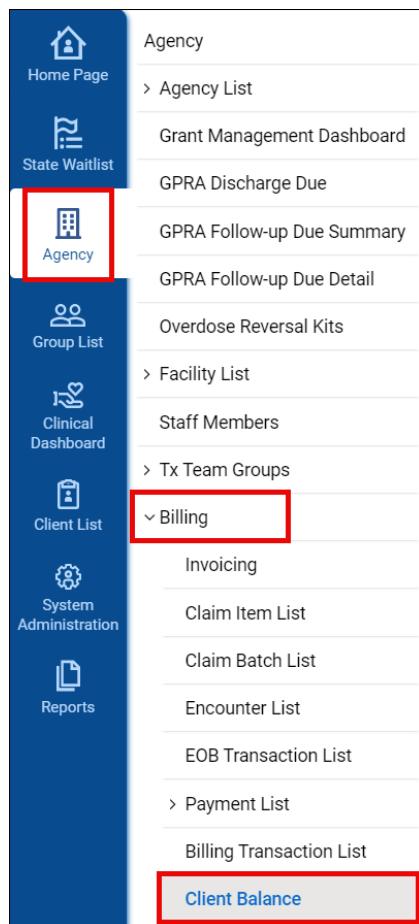 Home Page
State Waitlist
Agency
Group List
Clinical
Dashboard
Client List
System
Administration
Reports
Agency
Agency List
Grant Management Dashboard
GPRA Discharge Due
GPRA Follow-up Due Summary
GPRA Follow-up Due Detail
Overdose Reversal Kits
Facility List
Staff Members
Tx Team Groups
Billing
Invoicing
Claim Item List
Claim Batch List
Encounter List
EOB Transaction List
Payment List
Billing Transaction List
Client Balance